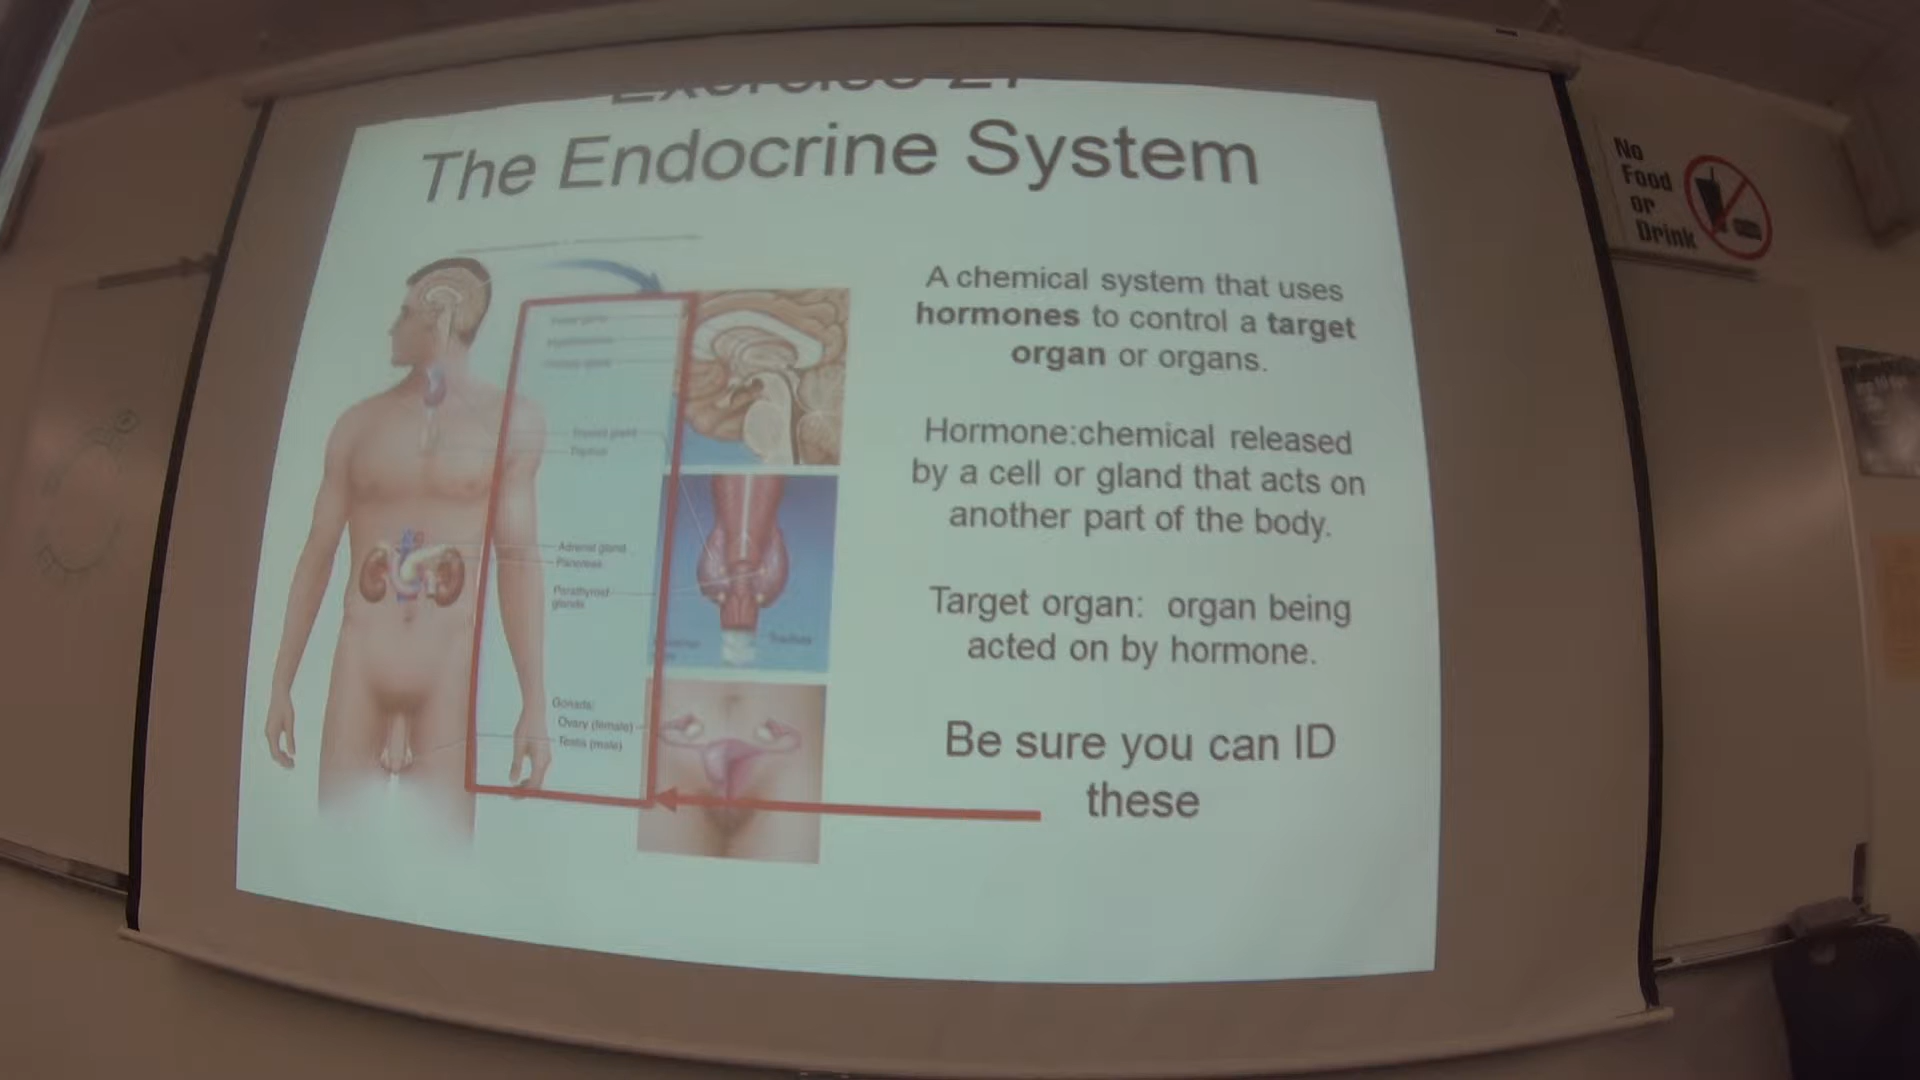 The Endocrine System
A chemical system that uses
hormones to control a target
organ or organs.
Hormone:chemical released
by a cell or gland that acts on
another part of the body.
Target organ: organ being
acted on by hormone.
Be sure you can ID
these
Thyroid gland
Thymus
Adrenal gland
Pancreas
Parathyroid
glands
Trachea
Gonads:
Ovary (female)
Testis (male)
No
Food
or
Drink